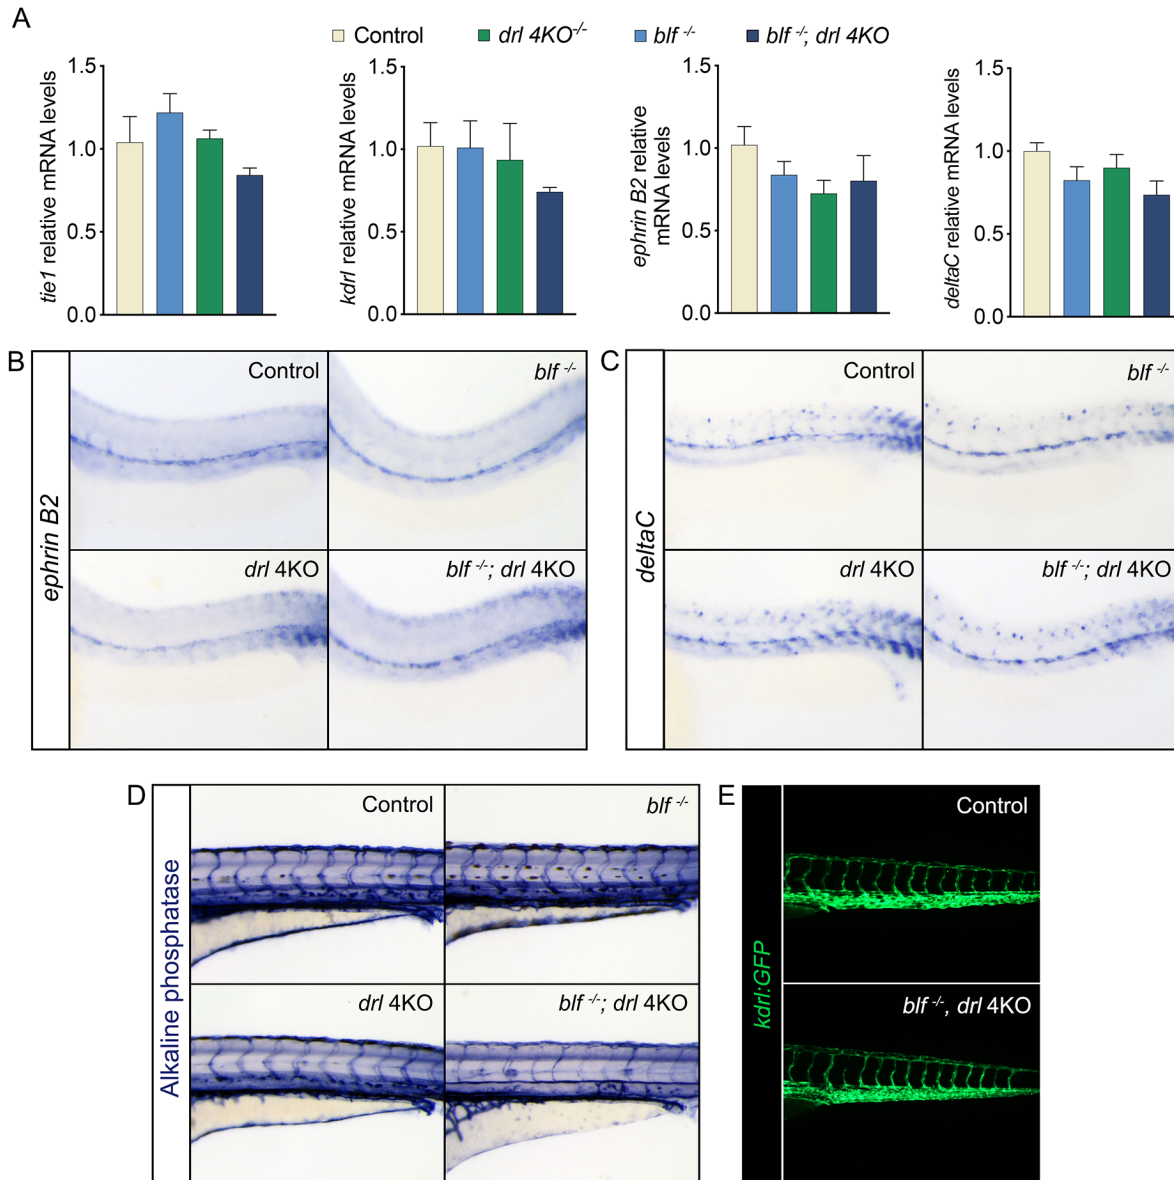 A
Control
drl 4KO-/-
blf -/-
blf -/-; drl 4KO
tie1 relative mRNA levels
1.5
1.0
0.5
0.0
kdrl relative mRNA levels
1.5
1.0
0.5
0.0
ephrin B2 relative
mRNA levels
1.5
1.0
0.5
0.0
deltaC relative mRNA levels
1.5
1.0
0.5
0.0
B
ephrin B2
Control
blf -/-
drl 4KO
blf -/-; drl 4KO
C
deltaC
Control
blf -/-
drl 4KO
blf -/-; drl 4KO
D
Alkaline phosphatase
Control
blf -/-
drl 4KO
blf -/-; drl 4KO
E
kdrl:GFP
Control
blf -/-, drl 4KO